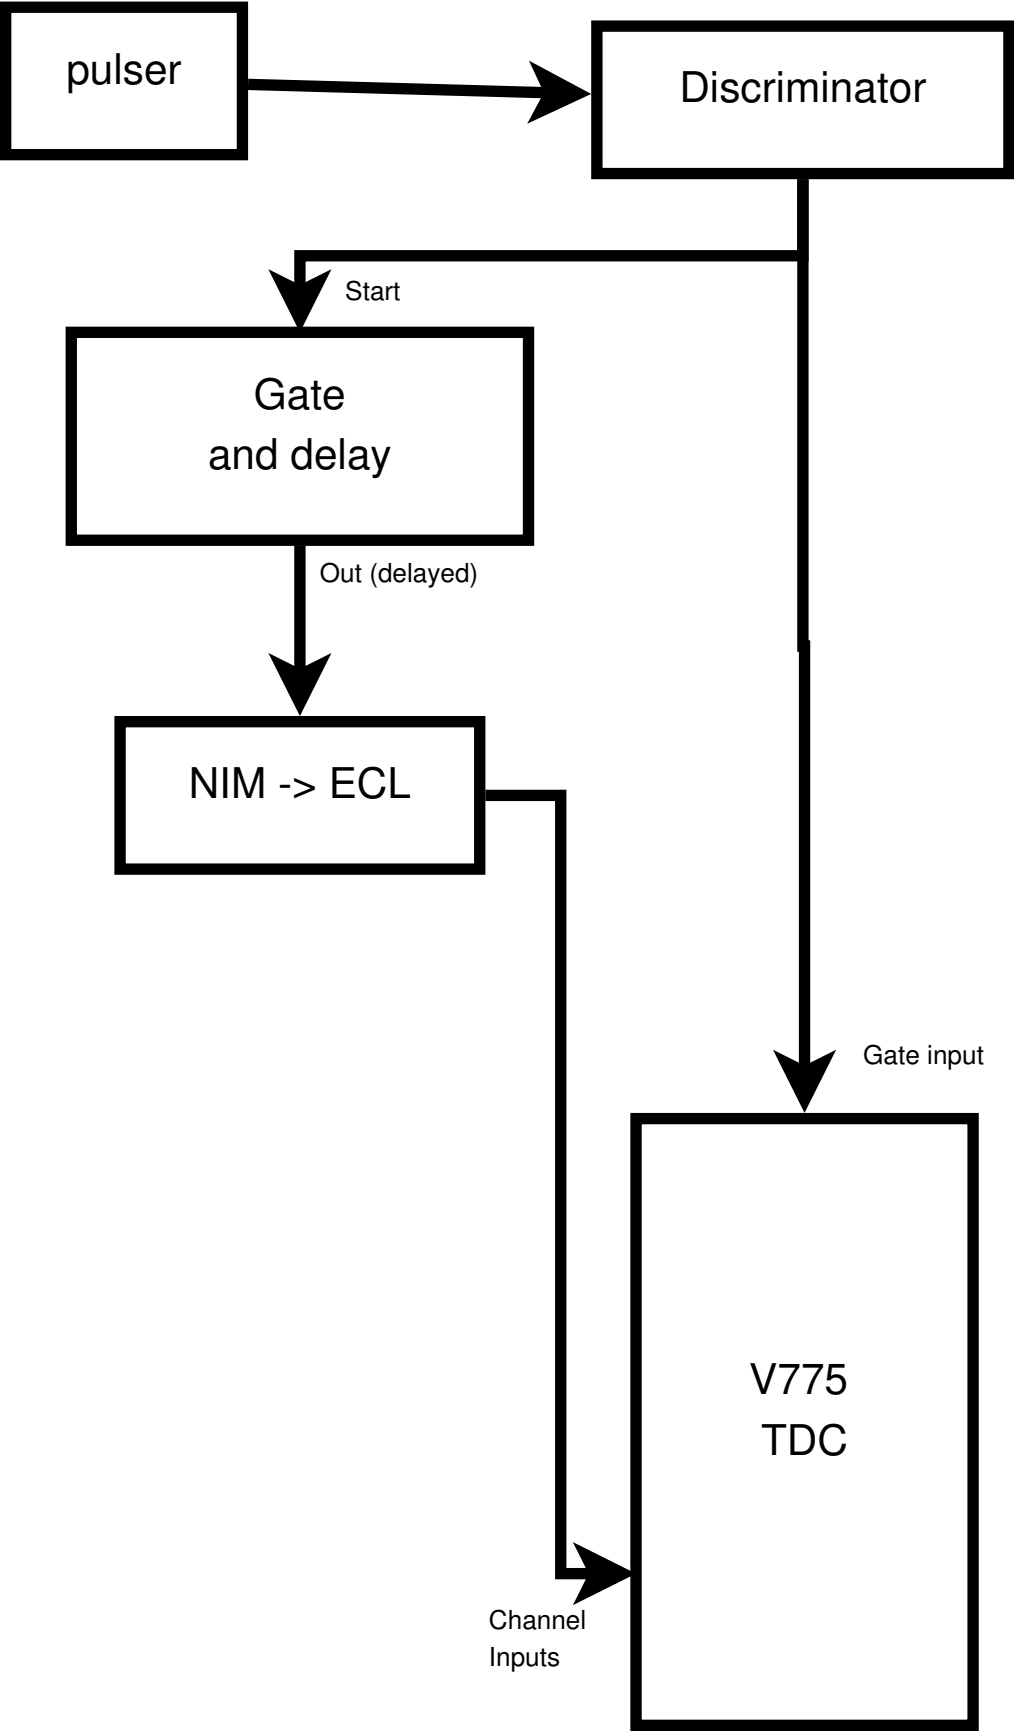 pulser
Discriminator
Start
Gate
and delay
Out (delayed)
NIM -> ECL
Gate input
V775
TDC
Channel
Inputs